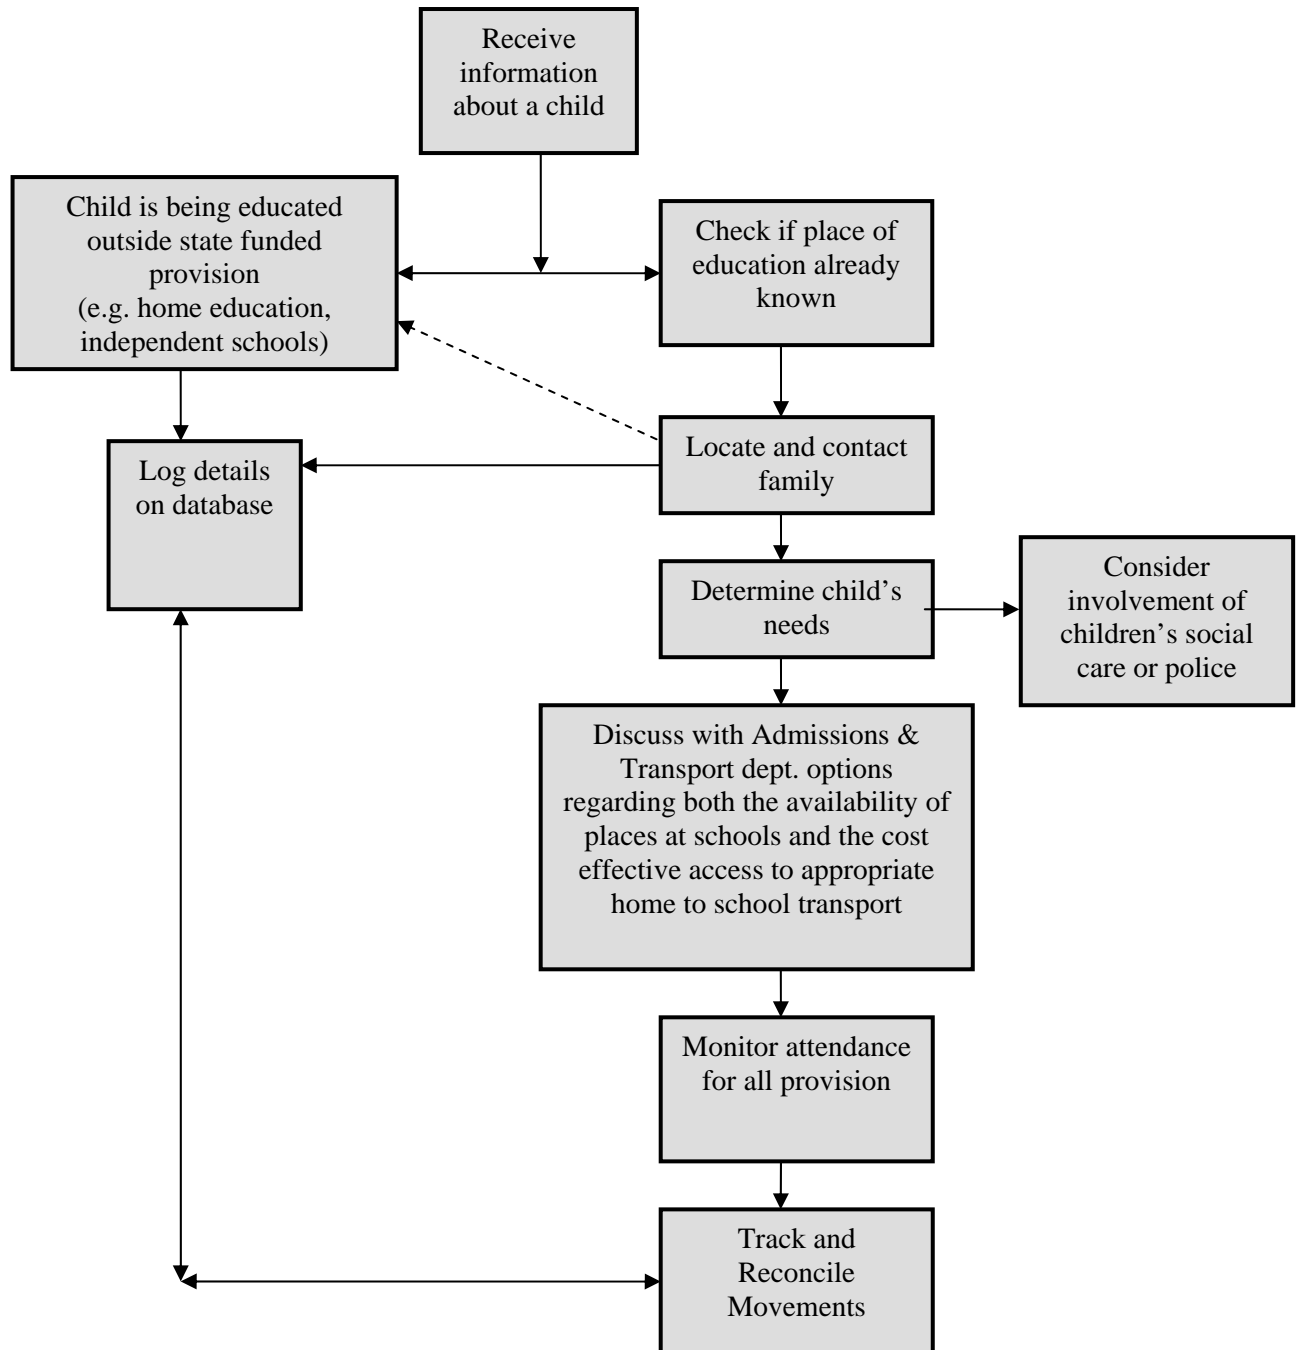 Receive
information
about a child
Child is being educated
outside state funded
provision
(e.g. home education,
independent schools)
Check if place of
education already
known
Locate and contact
family
Log details
on database
Determine child’s
needs
Consider
involvement of
children’s social
care or police
Discuss with Admissions &
Transport dept. options
regarding both the availability of
places at schools and the cost
effective access to appropriate
home to school transport
Monitor attendance
for all provision
Track and
Reconcile
Movements